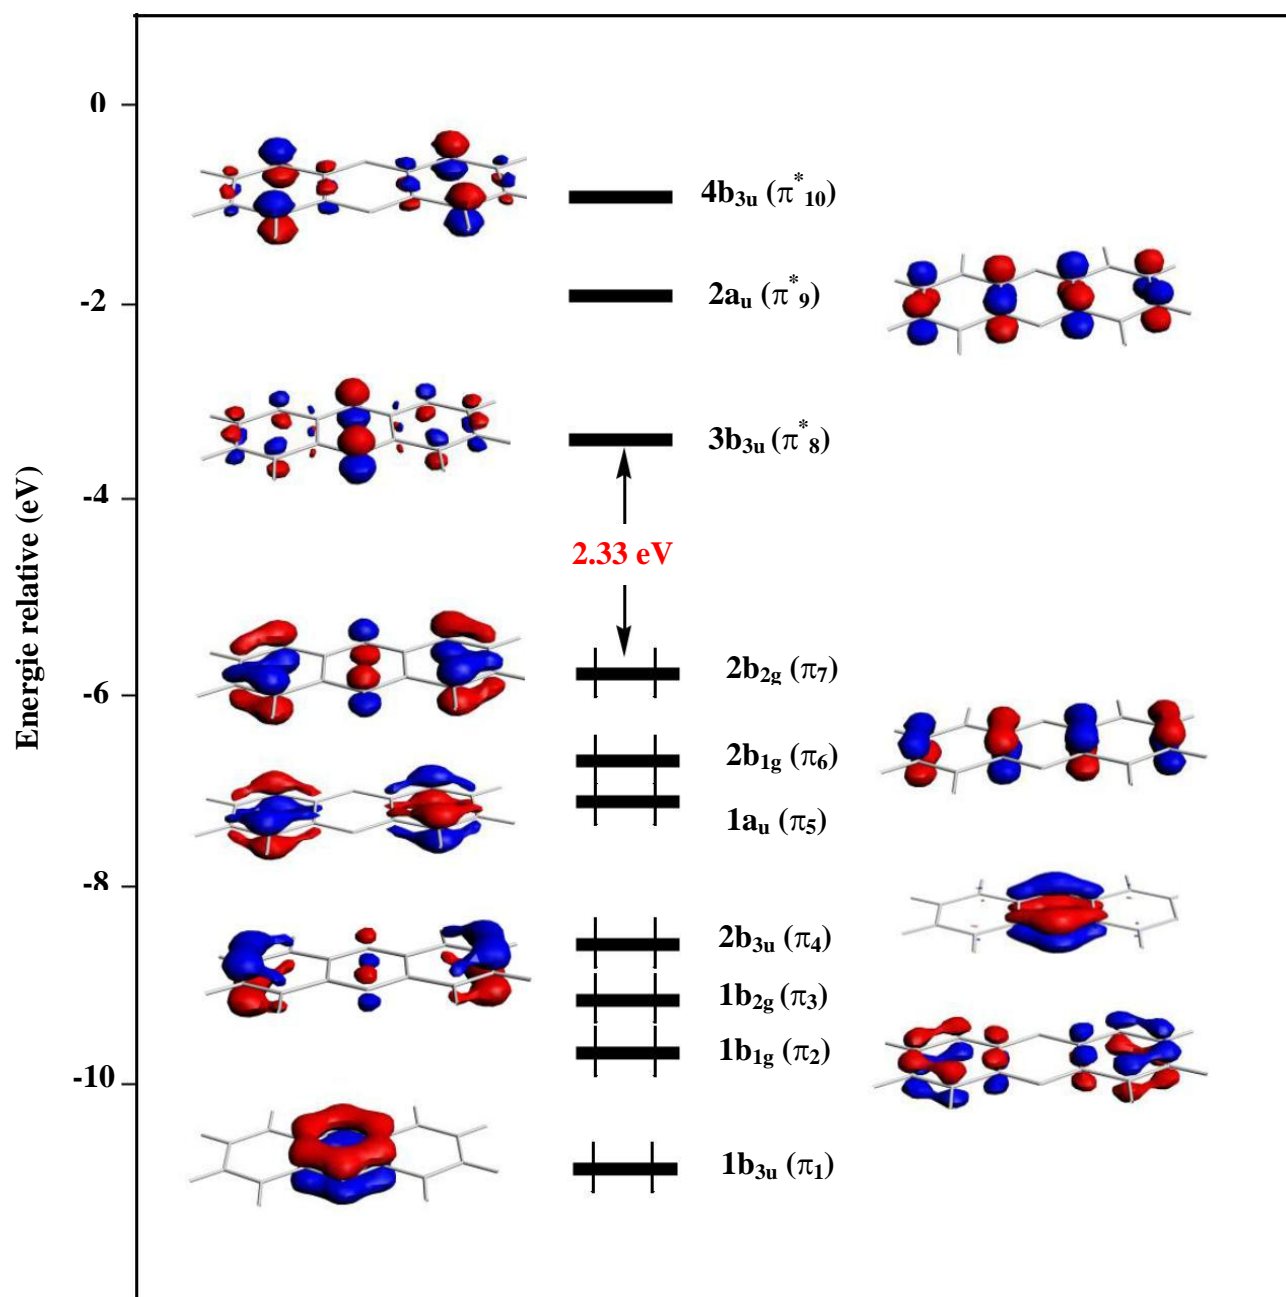 0
4b3u (π*10)
2au (π*9)
-2
3b3u (π*8)
-4
Energie relative (eV)
2.33 eV
2b2g (π7)
-6
2b1g (π6)
1au (π5)
-8
2b3u (π4)
1b2g (π3)
1b1g (π2)
-10
1b3u (π1)